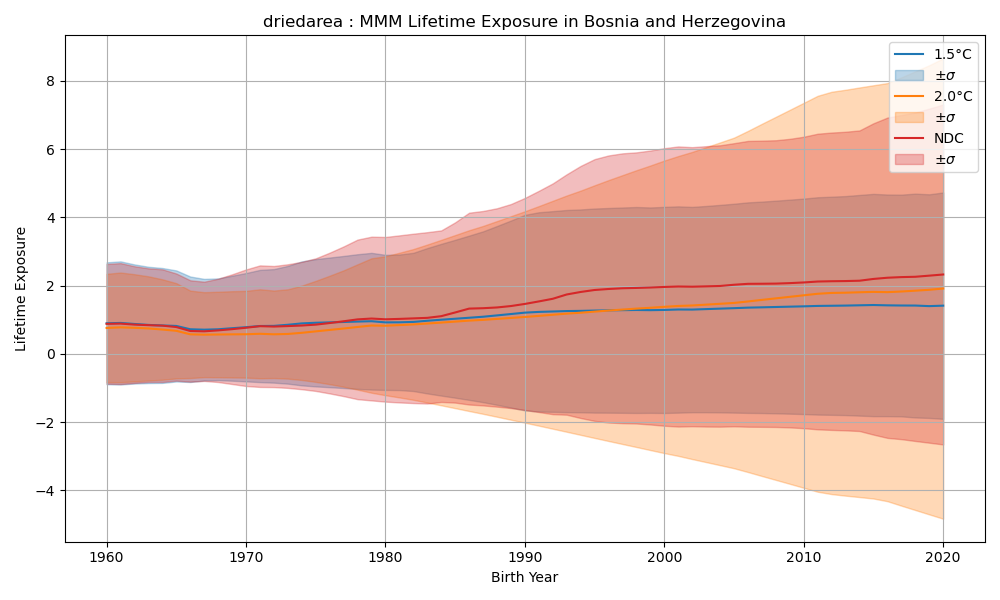 driedarea : MMM Lifetime Exposure in Bosnia and Herzegovina
1.5°C
±σ
2.0°C
±σ
NDC
±σ
Lifetime Exposure
8
6
4
2
0
−2
−4
1960 1970 1980 1990 2000 2010 2020
Birth Year